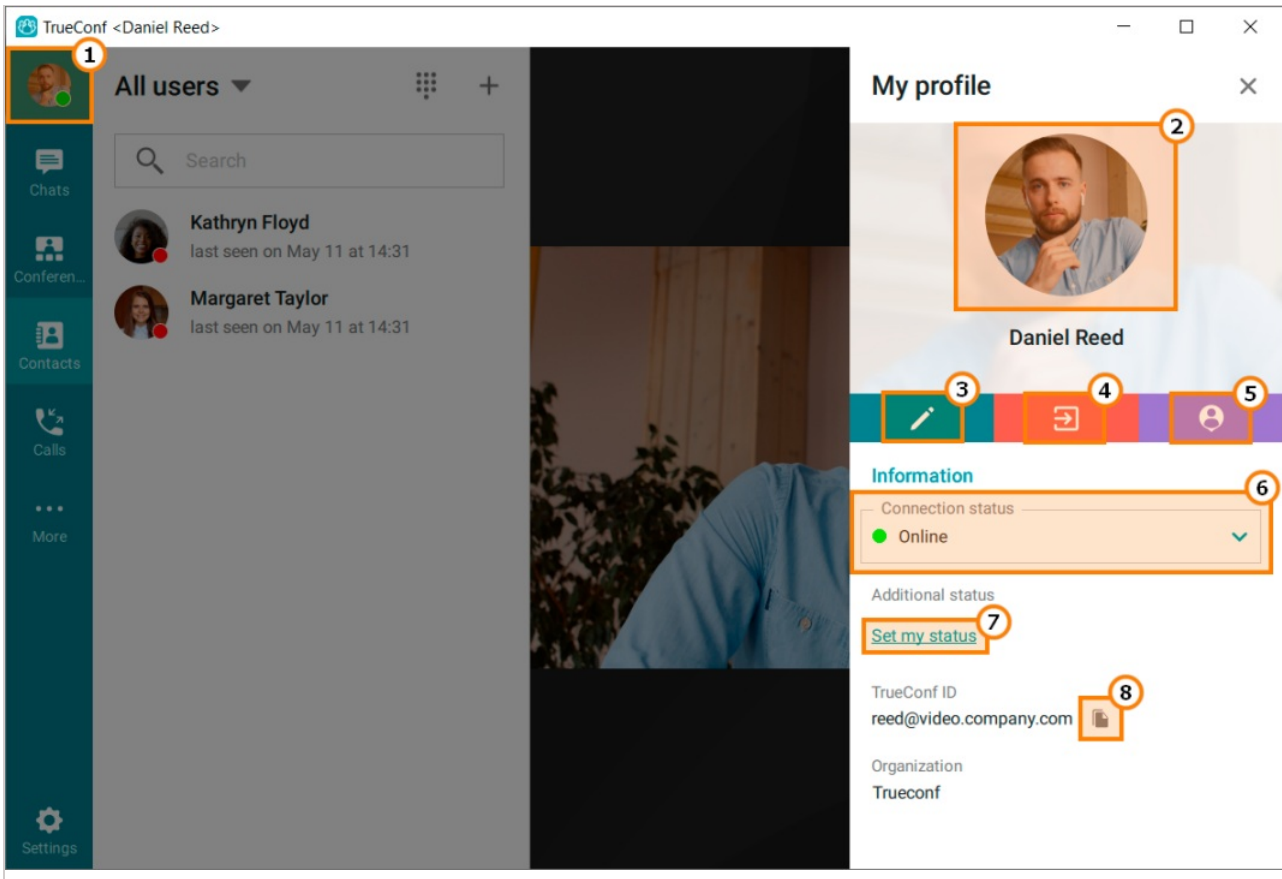 TrueConf <Daniel Reed>
1
All users
My profile
2
Search
Chats
Kathryn Floyd
last seen on May 11 at 14:31
Conferen...
Margaret Taylor
last seen on May 11 at 14:31
Contacts
Daniel Reed
3
4
5
Calls
Information
6
Connection status
Online
More
Additional status
7
Set my status
TrueConf ID
8
reed@video.company.com
Organization
Trueconf
Settings